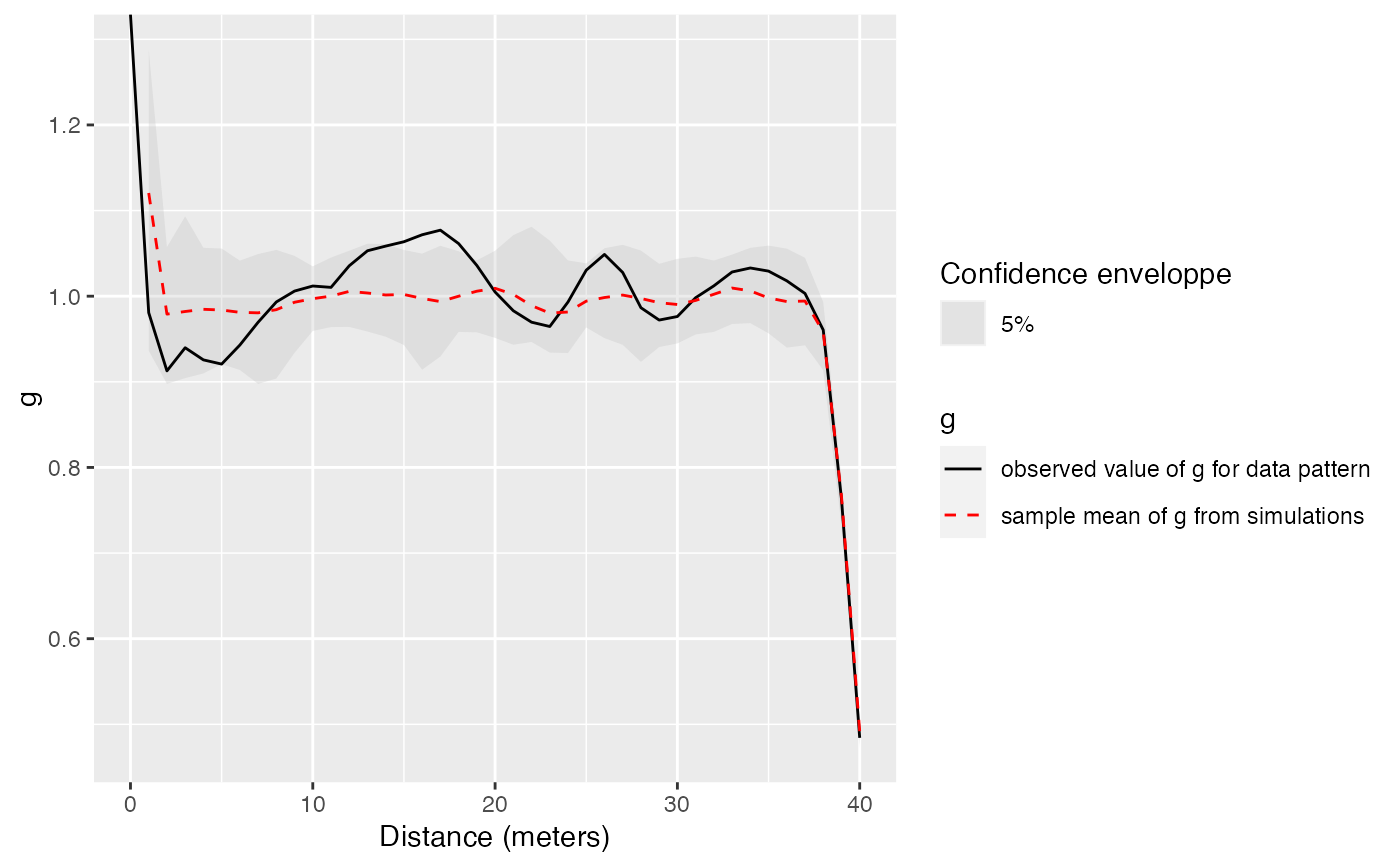 1.2
1.0
0.8
0.6
g
0 10 20 30 40
Distance (meters)
Confidence enveloppe
5%
g
observed value of g for data pattern
sample mean of g from simulations